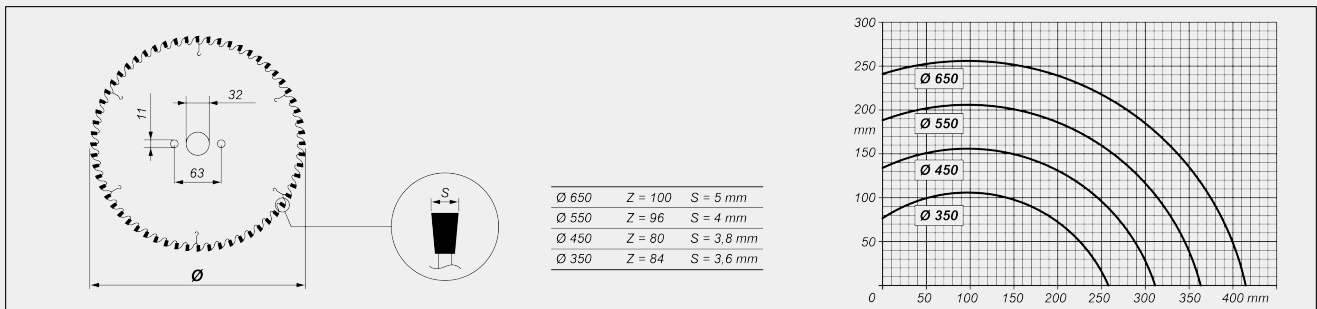 32
11
63
Ø
S
Ø 650 Z = 100 S = 5 mm
Ø 550 Z = 96 S = 4 mm
Ø 450 Z = 80 S = 3,8 mm
Ø 350 Z = 84 S = 3,6 mm
300
250
200
mm
150
100
50
Ø 650
Ø 550
Ø 450
Ø 350
0 50 100 150 200 250 300 350 400 mm